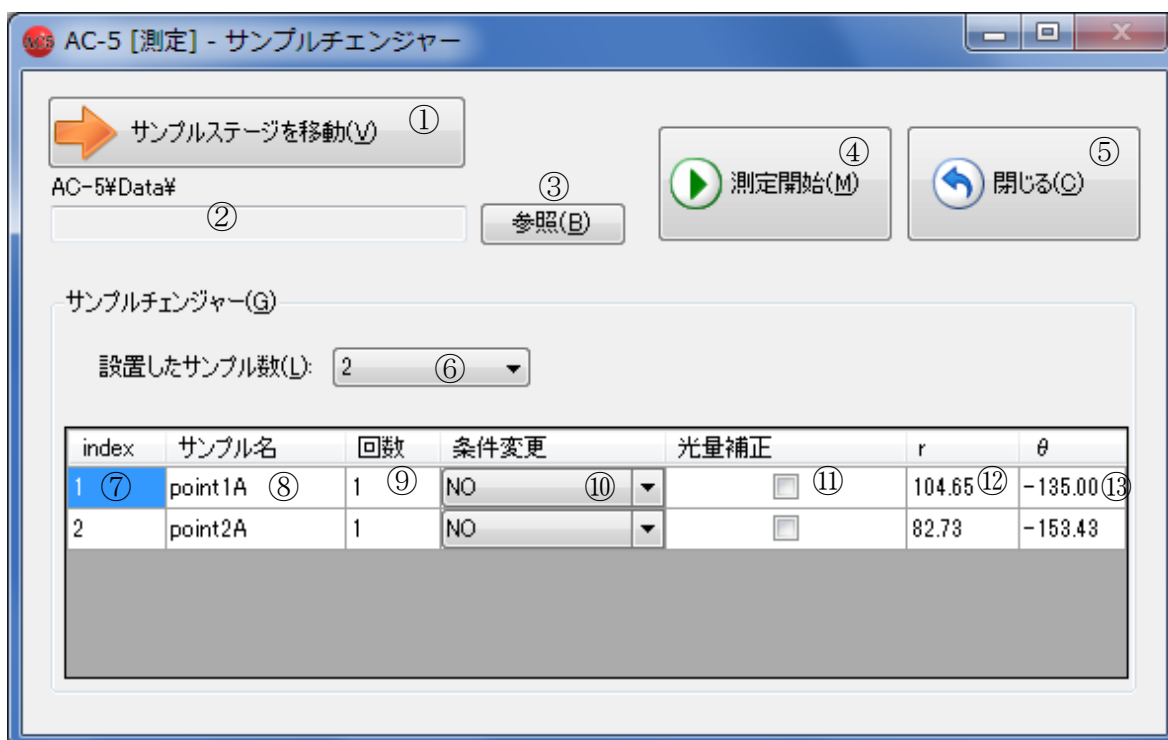 AC5 AC-5 [測定] - サンプルチェンジャー
サンプルステージを移動(V) ①
AC-5¥Data¥
②
③
参照(B)
④
測定開始(M)
⑤
閉じる(C)
サンプルチェンジャー(G)
設置したサンプル数(L): 2 ⑥
index サンプル名 回数 条件変更 光量補正 r θ
1 ⑦ point1A ⑧ 1 ⑨ NO ⑩ ⑪ 104.65 ⑫ -135.00 ⑬
2 point2A 1 NO 82.73 -153.43